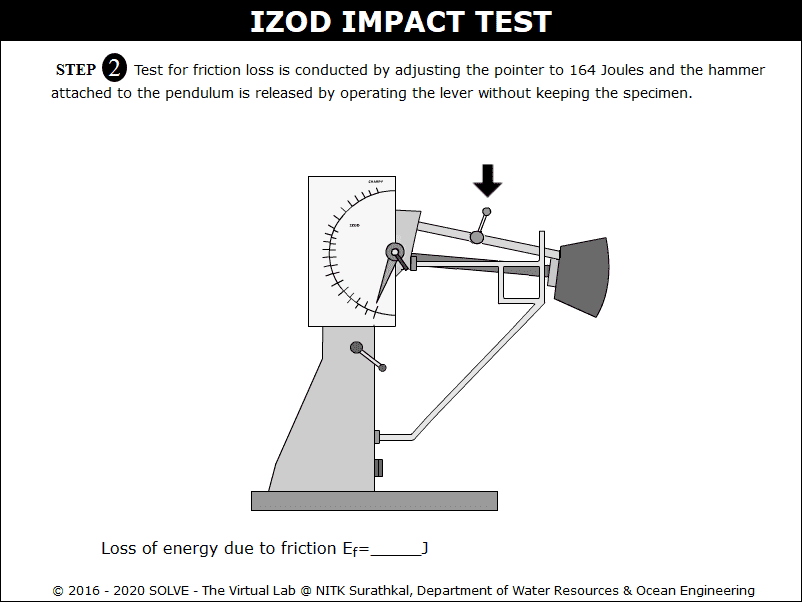 IZOD IMPACT TEST
STEP 2 Test for friction loss is conducted by adjusting the pointer to 164 Joules and the hammer
attached to the pendulum is released by operating the lever without keeping the specimen.
CHARPY
IZOD
Loss of energy due to friction Ef=______J
© 2016 - 2020 SOLVE - The Virtual Lab @ NITK Surathkal, Department of Water Resources & Ocean Engineering